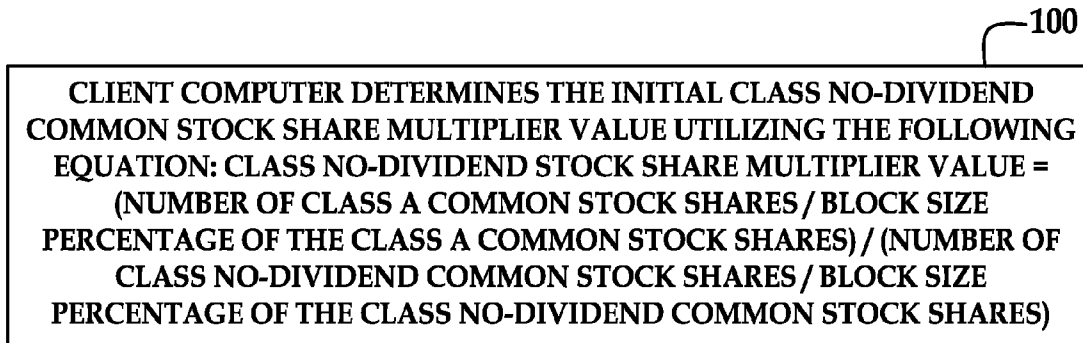 100
CLIENT COMPUTER DETERMINES THE INITIAL CLASS NO-DIVIDEND
COMMON STOCK SHARE MULTIPLIER VALUE UTILIZING THE FOLLOWING
EQUATION: CLASS NO-DIVIDEND STOCK SHARE MULTIPLIER VALUE =
(NUMBER OF CLASS A COMMON STOCK SHARES / BLOCK SIZE
PERCENTAGE OF THE CLASS A COMMON STOCK SHARES) / (NUMBER OF
CLASS NO-DIVIDEND COMMON STOCK SHARES / BLOCK SIZE
PERCENTAGE OF THE CLASS NO-DIVIDEND COMMON STOCK SHARES)